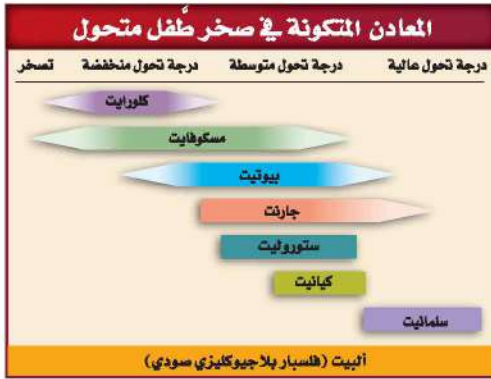 المعادن المتكونة في صخر طَفل متحول
تصخر درجة تحول منخفضة درجة تحول متوسطة درجة تحول عالية
كلورايت
مسكوفايت
بيوتيت
جارنت
ستوروليت
كيانيت
سلمانيت
ألبيت (فلسبار بلاجيوكليزي صودي)